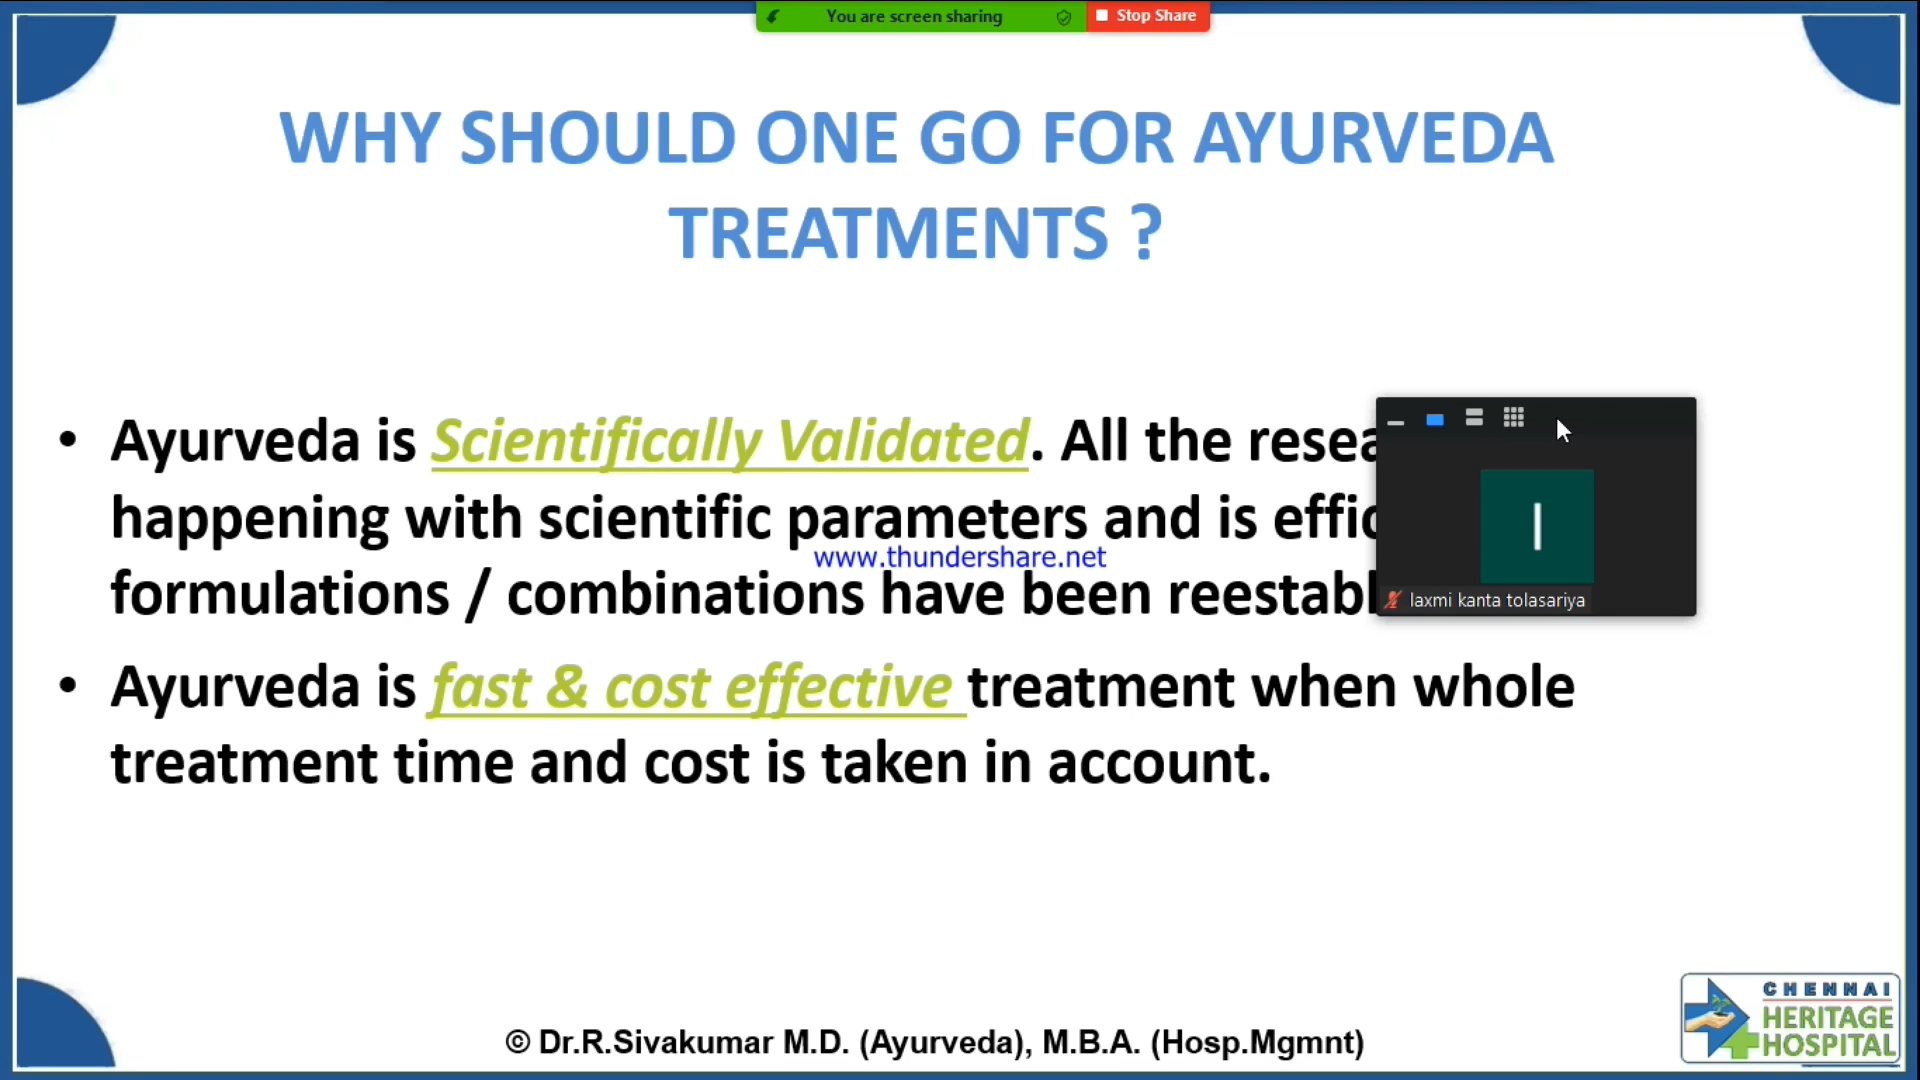 You are screen sharing
Stop Share
WHY SHOULD ONE GO FOR AYURVEDA
TREATMENTS ?
• Ayurveda is Scientifically Validated. All the
happening with scientific parameters and is
www.thundershare.net
formulations / combinations have been
laxmi kanta tolasariya
• Ayurveda is fast & cost effective treatment when whole
treatment time and cost is taken in account.
© Dr.R.Sivakumar M.D. (Ayurveda), M.B.A. (Hosp.Mgmnt)
CHENNAI
HERITAGE
HOSPITAL